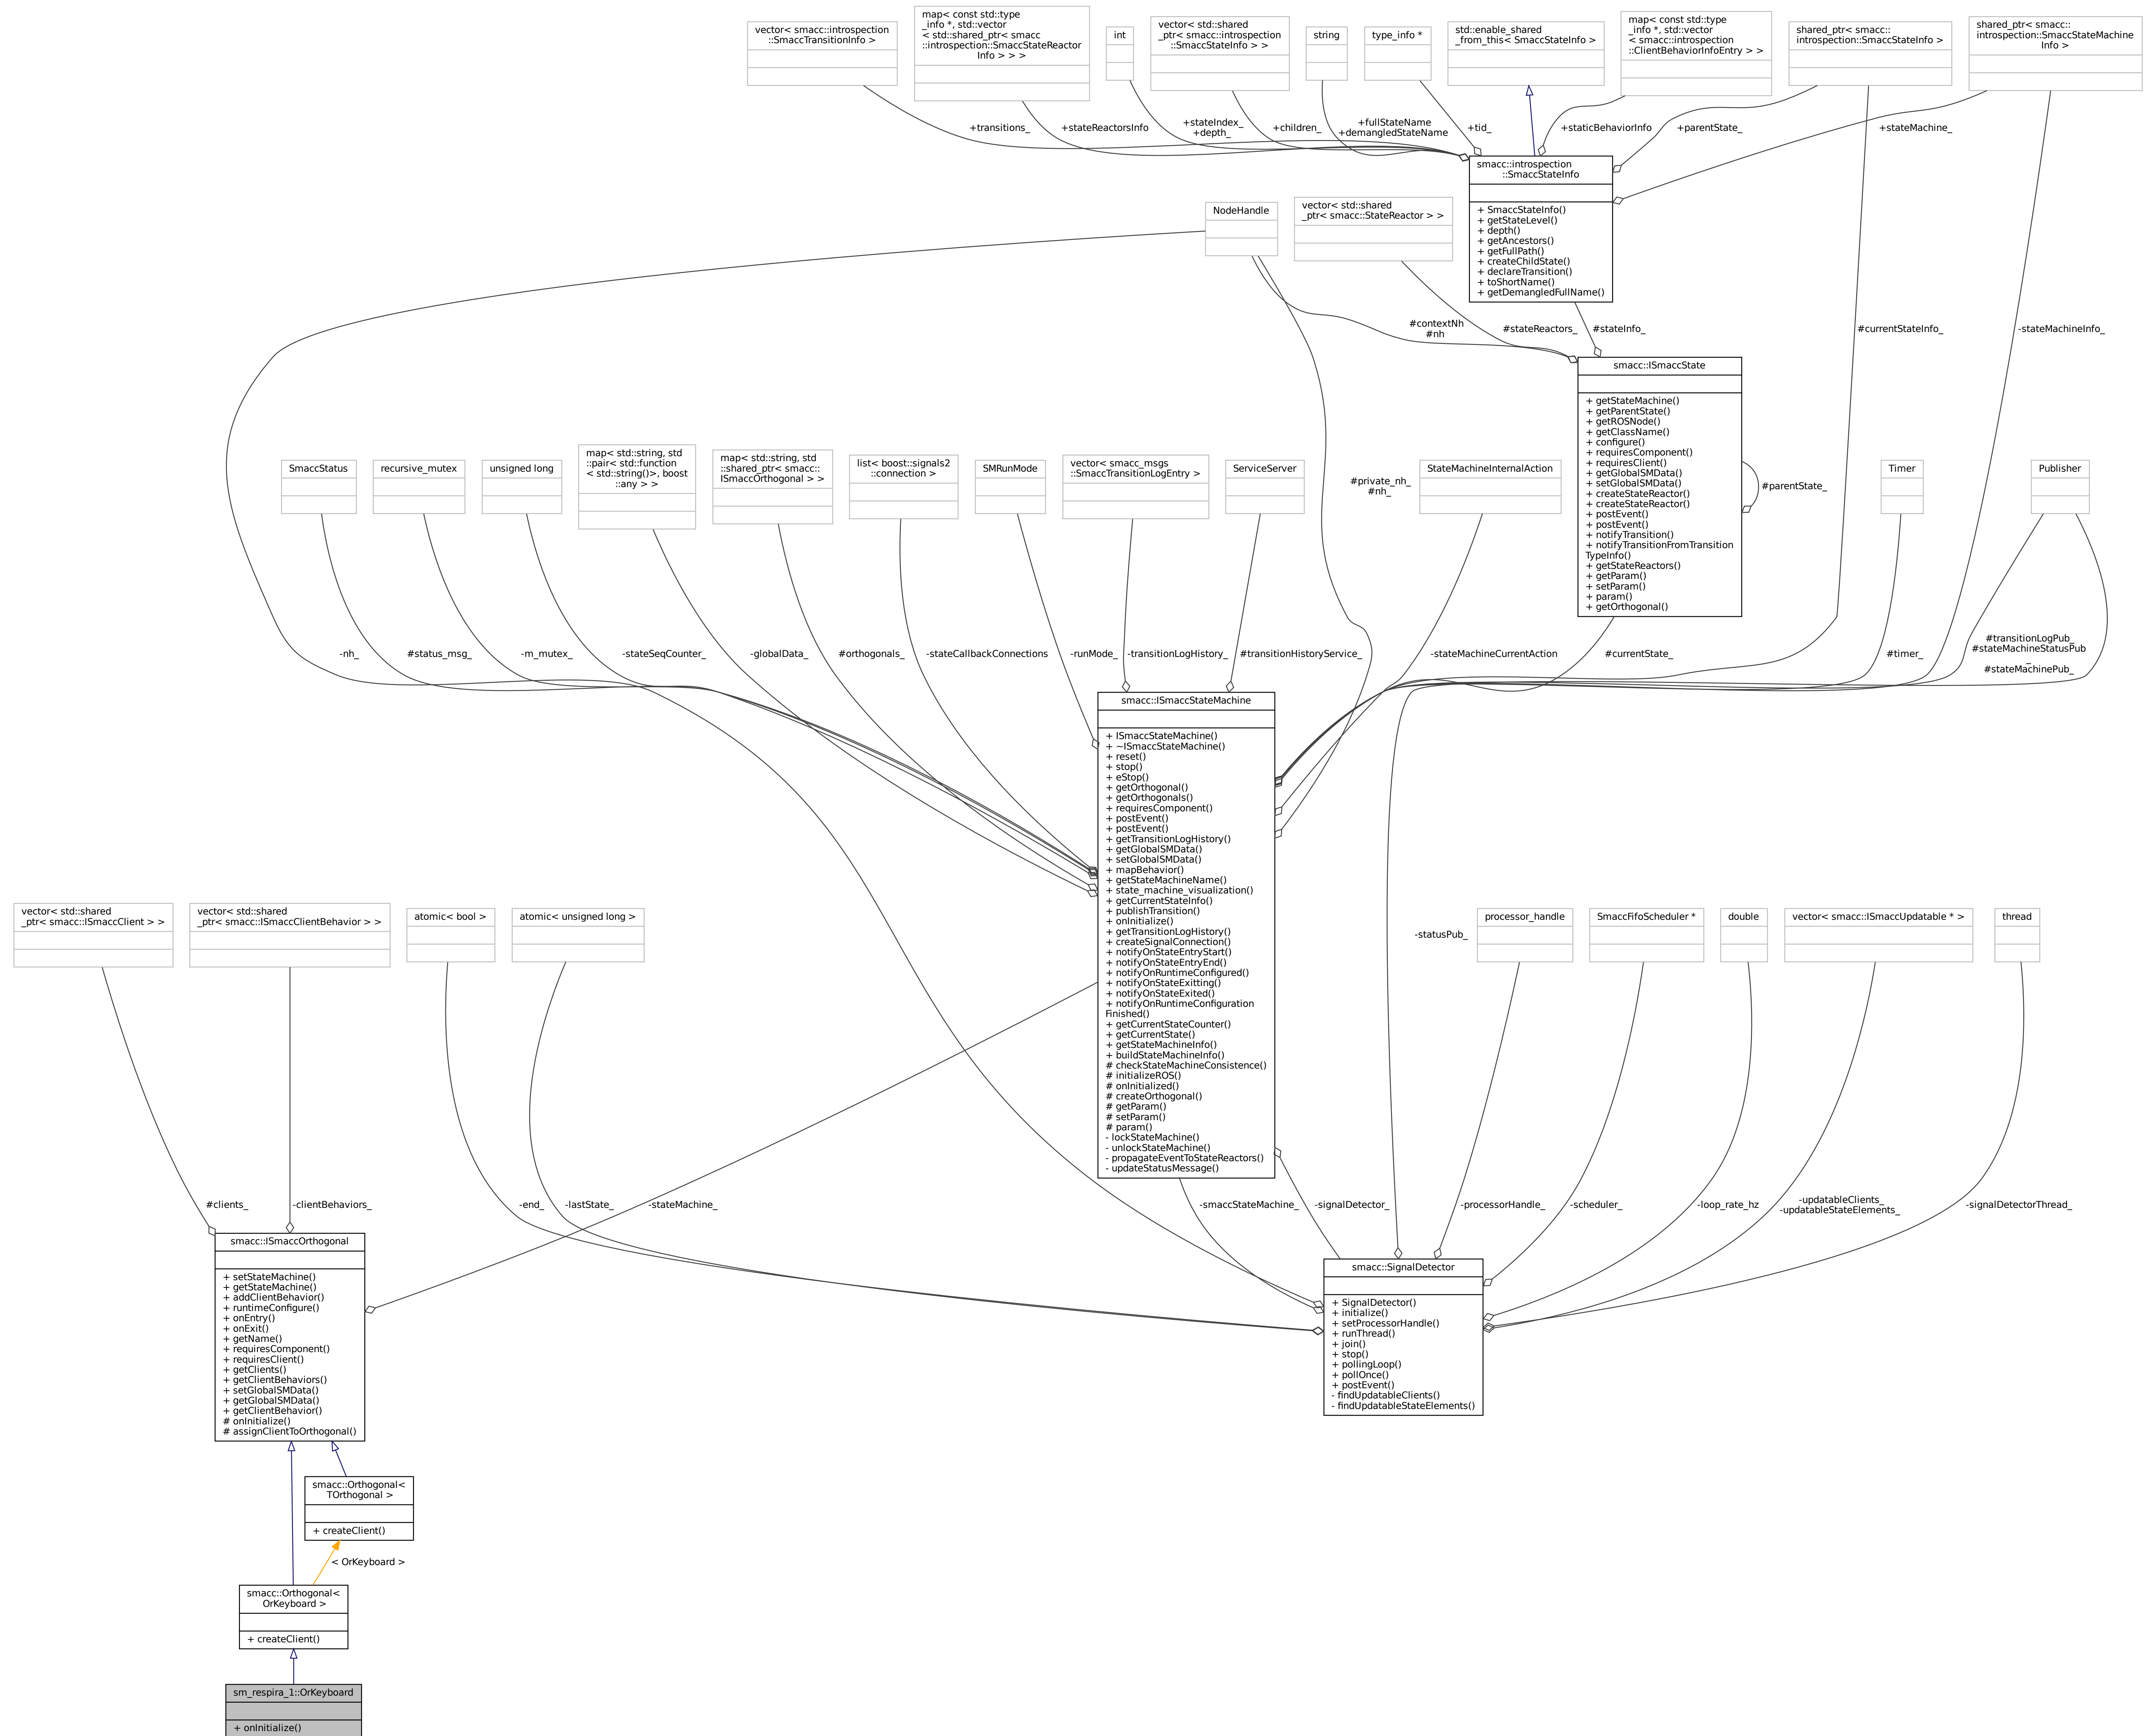 vector< smacc::introspection
::SmaccTransitionInfo >
map< const std::type
_info *, std::vector
< std::shared_ptr< smacc
::introspection::SmaccStateReactor
Info > > >
int
vector< std::shared
_ptr< smacc::introspection
::SmaccStateInfo > >
string
type_info *
std::enable_shared
_from_this< SmaccStateInfo >
map< const std::type
_info *, std::vector
< smacc::introspection
::ClientBehaviorInfoEntry > >
shared_ptr< smacc::
introspection::SmaccStateInfo >
shared_ptr< smacc::
introspection::SmaccStateMachine
Info >
+transitions_
+stateReactorsInfo
+stateIndex_
+depth_
+children_
+fullStateName
+demangledStateName
+tid_
+staticBehaviorInfo
+parentState_
+stateMachine_
smacc::introspection
::SmaccStateInfo
+ SmaccStateInfo()
+ getStateLevel()
+ depth()
+ getAncestors()
+ getFullPath()
+ createChildState()
+ declareTransition()
+ toShortName()
+ getDemangledFullName()
NodeHandle
vector< std::shared
_ptr< smacc::StateReactor > >
#contextNh
#nh
#stateReactors_
#stateInfo_
#currentStateInfo_
-stateMachineInfo_
smacc::ISmaccState
+ getStateMachine()
+ getParentState()
+ getROSNode()
+ getClassName()
+ configure()
+ requiresComponent()
+ requiresClient()
+ getGlobalSMData()
+ setGlobalSMData()
+ createStateReactor()
+ createStateReactor()
+ postEvent()
+ postEvent()
+ notifyTransition()
+ notifyTransitionFromTransition
TypeInfo()
+ getStateReactors()
+ getParam()
+ setParam()
+ param()
+ getOrthogonal()
#parentState_
SmaccStatus
recursive_mutex
unsigned long
map< std::string, std
::pair< std::function
< std::string()>, boost
::any > >
map< std::string, std
::shared_ptr< smacc::
ISmaccOrthogonal > >
list< boost::signals2
::connection >
SMRunMode
vector< smacc_msgs
::SmaccTransitionLogEntry >
ServiceServer
#private_nh_
#nh_
StateMachineInternalAction
Timer
Publisher
-nh_
#status_msg_
-m_mutex_
-stateSeqCounter_
-globalData_
#orthogonals_
-stateCallbackConnections
-runMode_
-transitionLogHistory_
#transitionHistoryService_
-stateMachineCurrentAction
#currentState_
#timer_
#transitionLogPub_
#stateMachineStatusPub
_
#stateMachinePub_
smacc::ISmaccStateMachine
+ ISmaccStateMachine()
+ ~ISmaccStateMachine()
+ reset()
+ stop()
+ eStop()
+ getOrthogonal()
+ getOrthogonals()
+ requiresComponent()
+ postEvent()
+ postEvent()
+ getTransitionLogHistory()
+ getGlobalSMData()
+ setGlobalSMData()
+ mapBehavior()
+ getStateMachineName()
+ state_machine_visualization()
+ getCurrentStateInfo()
+ publishTransition()
+ onInitialize()
+ getTransitionLogHistory()
+ createSignalConnection()
+ notifyOnStateEntryStart()
+ notifyOnStateEntryEnd()
+ notifyOnRuntimeConfigured()
+ notifyOnStateExitting()
+ notifyOnStateExited()
+ notifyOnRuntimeConfiguration
Finished()
+ getCurrentStateCounter()
+ getCurrentState()
+ getStateMachineInfo()
+ buildStateMachineInfo()
# checkStateMachineConsistence()
# initializeROS()
# onInitialized()
# createOrthogonal()
# getParam()
# setParam()
# param()
- lockStateMachine()
- unlockStateMachine()
- propagateEventToStateReactors()
- updateStatusMessage()
vector< std::shared
_ptr< smacc::ISmaccClient > >
vector< std::shared
_ptr< smacc::ISmaccClientBehavior > >
atomic< bool >
atomic< unsigned long >
-statusPub_
processor_handle
SmaccFifoScheduler *
double
vector< smacc::ISmaccUpdatable * >
thread
#clients_
-clientBehaviors_
-end_
-lastState_
-stateMachine_
-smaccStateMachine_
-signalDetector_
-processorHandle_
-scheduler_
-loop_rate_hz
-updatableClients_
-updatableStateElements_
-signalDetectorThread_
smacc::ISmaccOrthogonal
+ setStateMachine()
+ getStateMachine()
+ addClientBehavior()
+ runtimeConfigure()
+ onEntry()
+ onExit()
+ getName()
+ requiresComponent()
+ requiresClient()
+ getClients()
+ getClientBehaviors()
+ setGlobalSMData()
+ getGlobalSMData()
+ getClientBehavior()
# onInitialize()
# assignClientToOrthogonal()
smacc::SignalDetector
+ SignalDetector()
+ initialize()
+ setProcessorHandle()
+ runThread()
+ join()
+ stop()
+ pollingLoop()
+ pollOnce()
+ postEvent()
- findUpdatableClients()
- findUpdatableStateElements()
smacc::Orthogonal<
TOrthogonal >
+ createClient()
< OrKeyboard >
smacc::Orthogonal<
OrKeyboard >
+ createClient()
sm_respira_1::OrKeyboard
+ onInitialize()